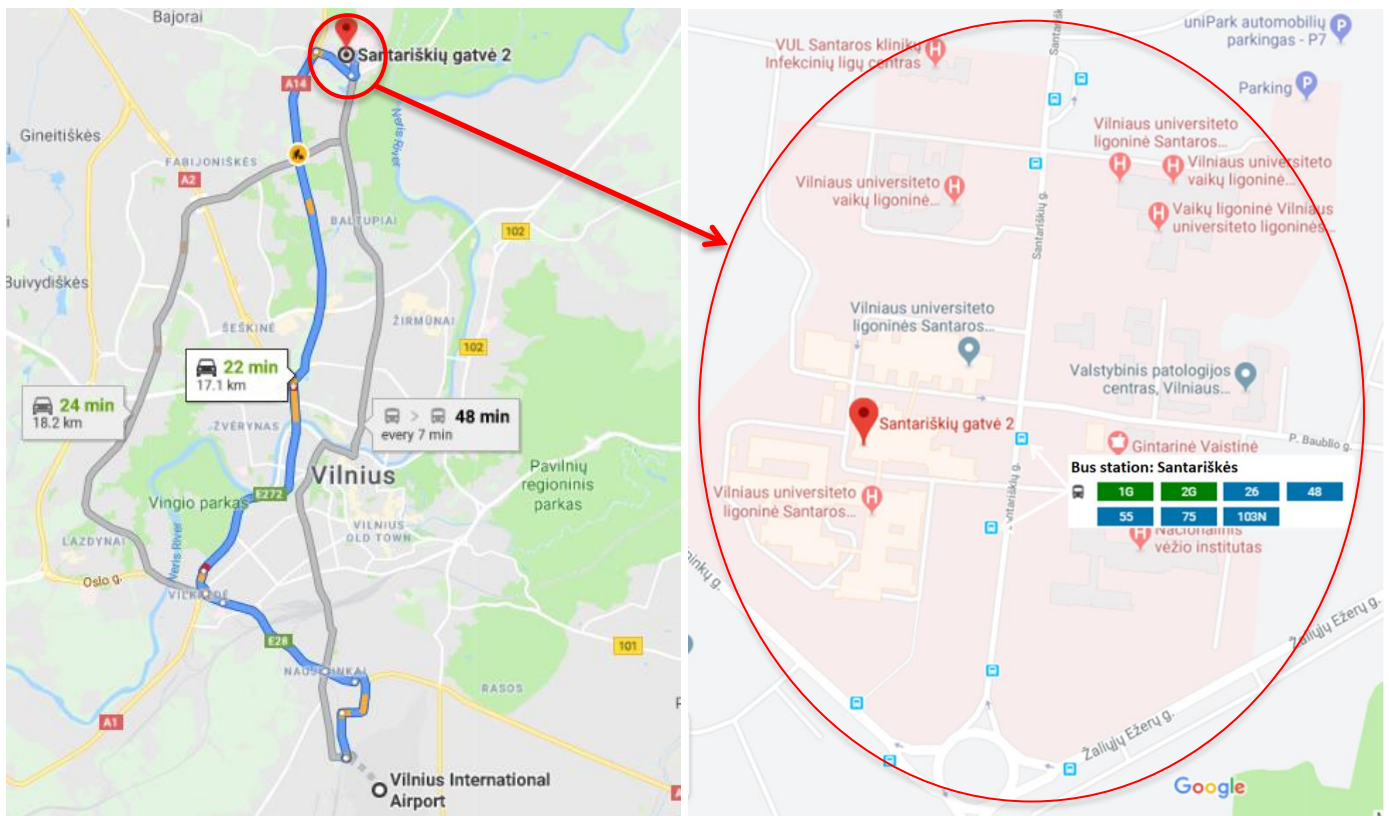 Bajorai
Santariškių gatvė 2
A14
Gineitiškės
Neris River
FABIJONIŠKĖS
A2
BALTUPIAI
102
Buivydiškės
ŠEŠKINĖ
ŽIRMŪNAI
102
22 min
17.1 km
24 min
18.2 km
48 min
every 7 min
ŽVĖRYNAS
Vilnius
Pavilnių
regioninis
parkas
E272
Vingio parkas
VILNIUS
OLD TOWN
LAZDYNAI
Neris River
Oslo g.
VILKPĖDĖ
E28
101
NAUJININKAI
RASOS
A1
Vilnius International
Airport
uniPark automobilių
parkingas - P7
VUL Santaros klinikų
Infekcinių ligų centras
Parking
Vilniaus universiteto
ligoninė Santaros...
Vilniaus universiteto
vaikų ligoninė...
Vilniaus universiteto
vaikų ligoninė...
Vaikų ligoninė Vilniaus
universiteto ligoninės...
Santariškių g.
Vilniaus universiteto
ligoninės Santaros...
Valstybinis patologijos
centras, Vilniaus...
Santariškių gatvė 2
P. Baublio g.
Gintarinė Vaistinė
Bus station: Santariškės
1G 2G 26 48
55 75 103N
Santariškių g.
Vilniaus universiteto
ligoninė Santaros...
Nacionalinis
vėžio institutas
Žaliųjų Ežerų g.
Žaliųjų Ežerų g.
Google